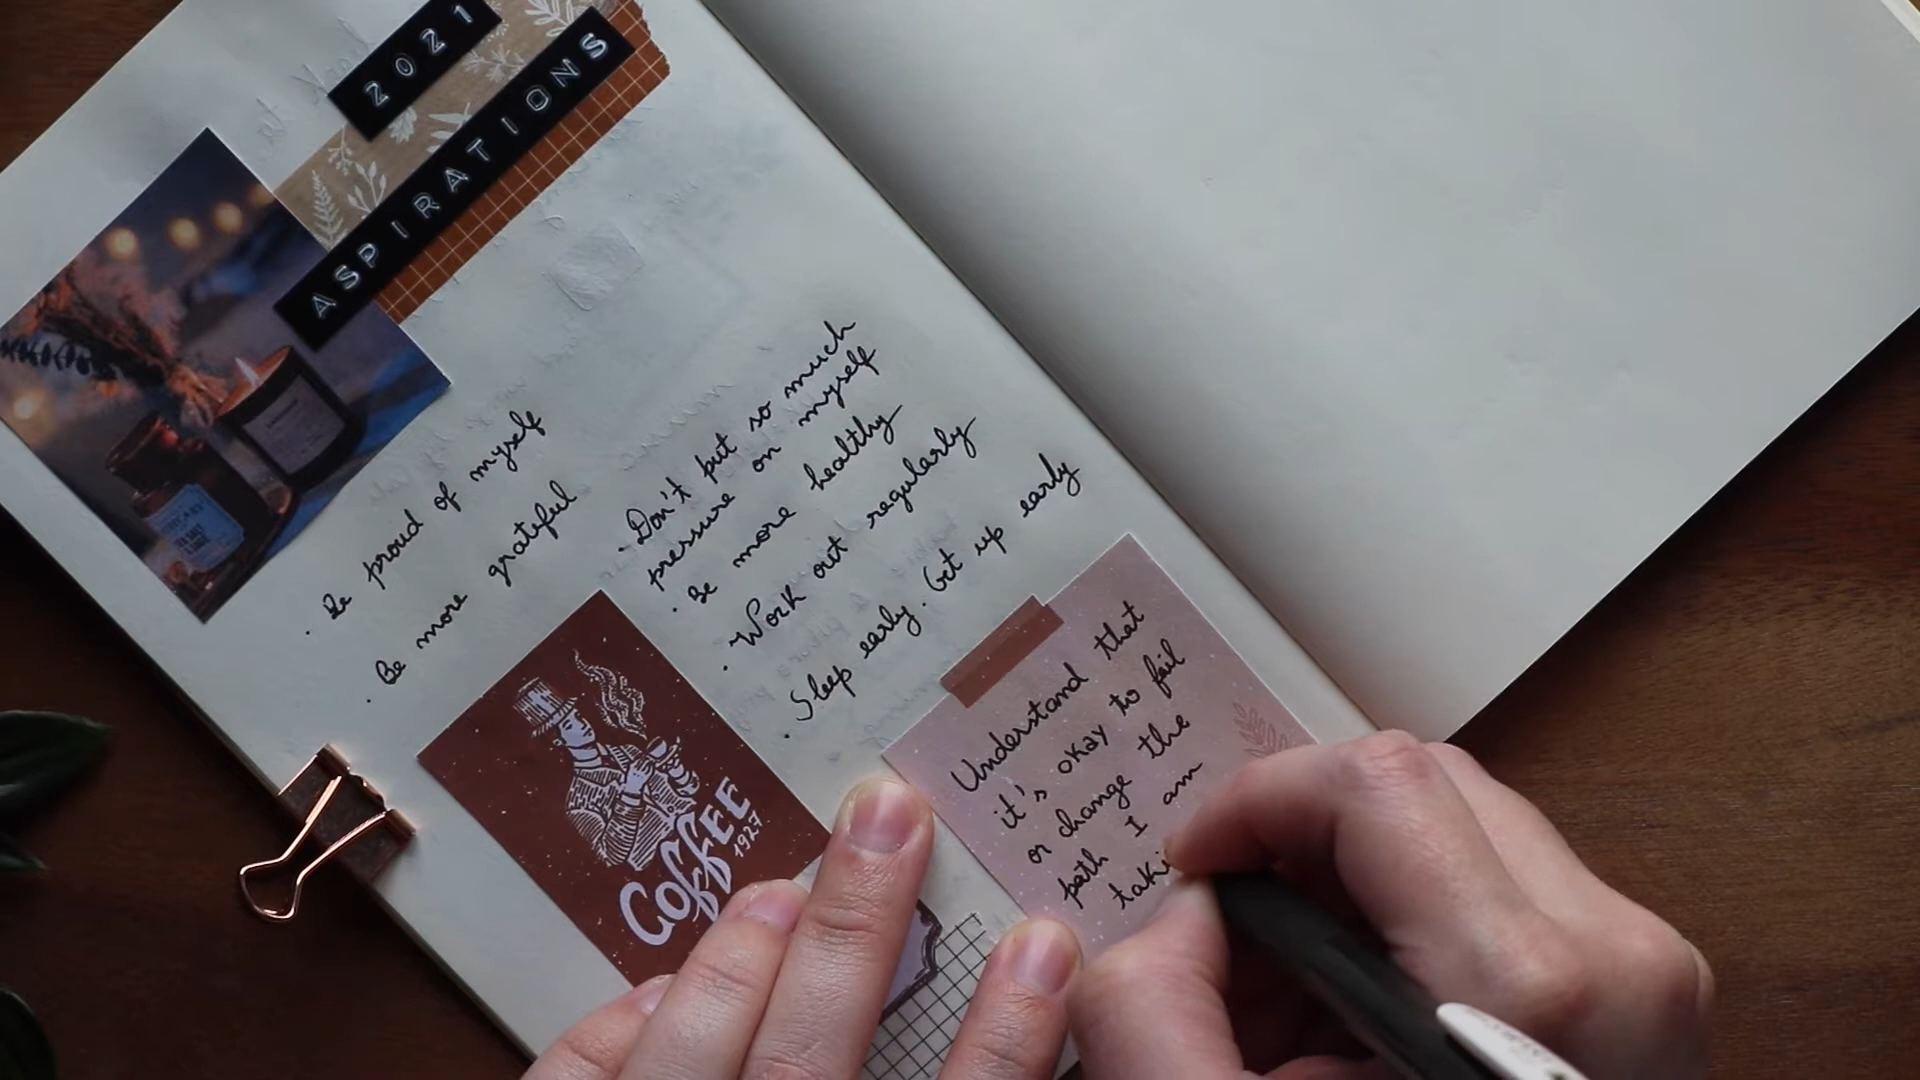 2021
ASPIRATIONS
· Be proud of myself
· Be more grateful
· Don't put so much
pressure on myself
· Be more healthy
· Work out regularly
· Sleep early. Get up early
COFFEE
1927
Understand that
it's okay to fail
or change the
path I am
taki